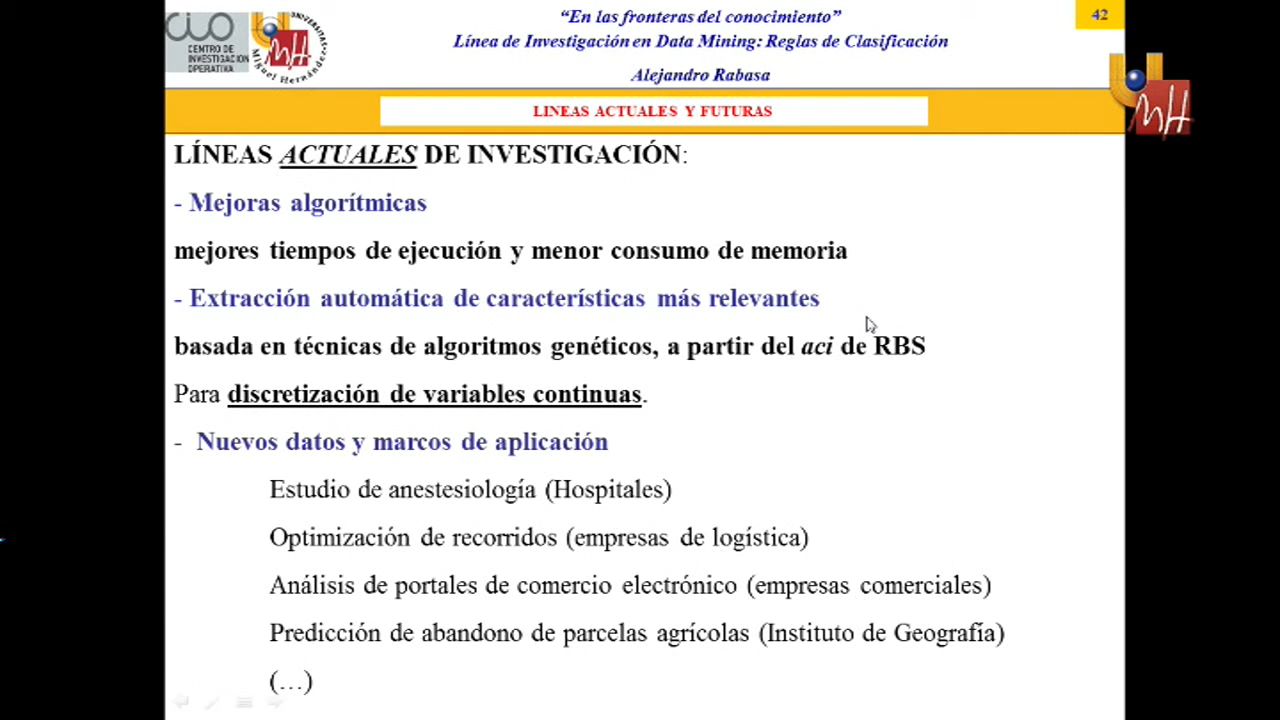 “En las fronteras del conocimiento”
42
Línea de Investigación en Data Mining: Reglas de Clasificación
Alejandro Rabasa
CIO
CENTRO DE
INVESTIGACIÓN
OPERATIVA
UNIVERSITAS
Miguel Hernández
LINEAS ACTUALES Y FUTURAS
LÍNEAS ACTUALES DE INVESTIGACIÓN:
- Mejoras algorítmicas
mejores tiempos de ejecución y menor consumo de memoria
- Extracción automática de características más relevantes
basada en técnicas de algoritmos genéticos, a partir del aci de RBS
Para discretización de variables continuas.
- Nuevos datos y marcos de aplicación
Estudio de anestesiología (Hospitales)
Optimización de recorridos (empresas de logística)
Análisis de portales de comercio electrónico (empresas comerciales)
Predicción de abandono de parcelas agrícolas (Instituto de Geografía)
(…)